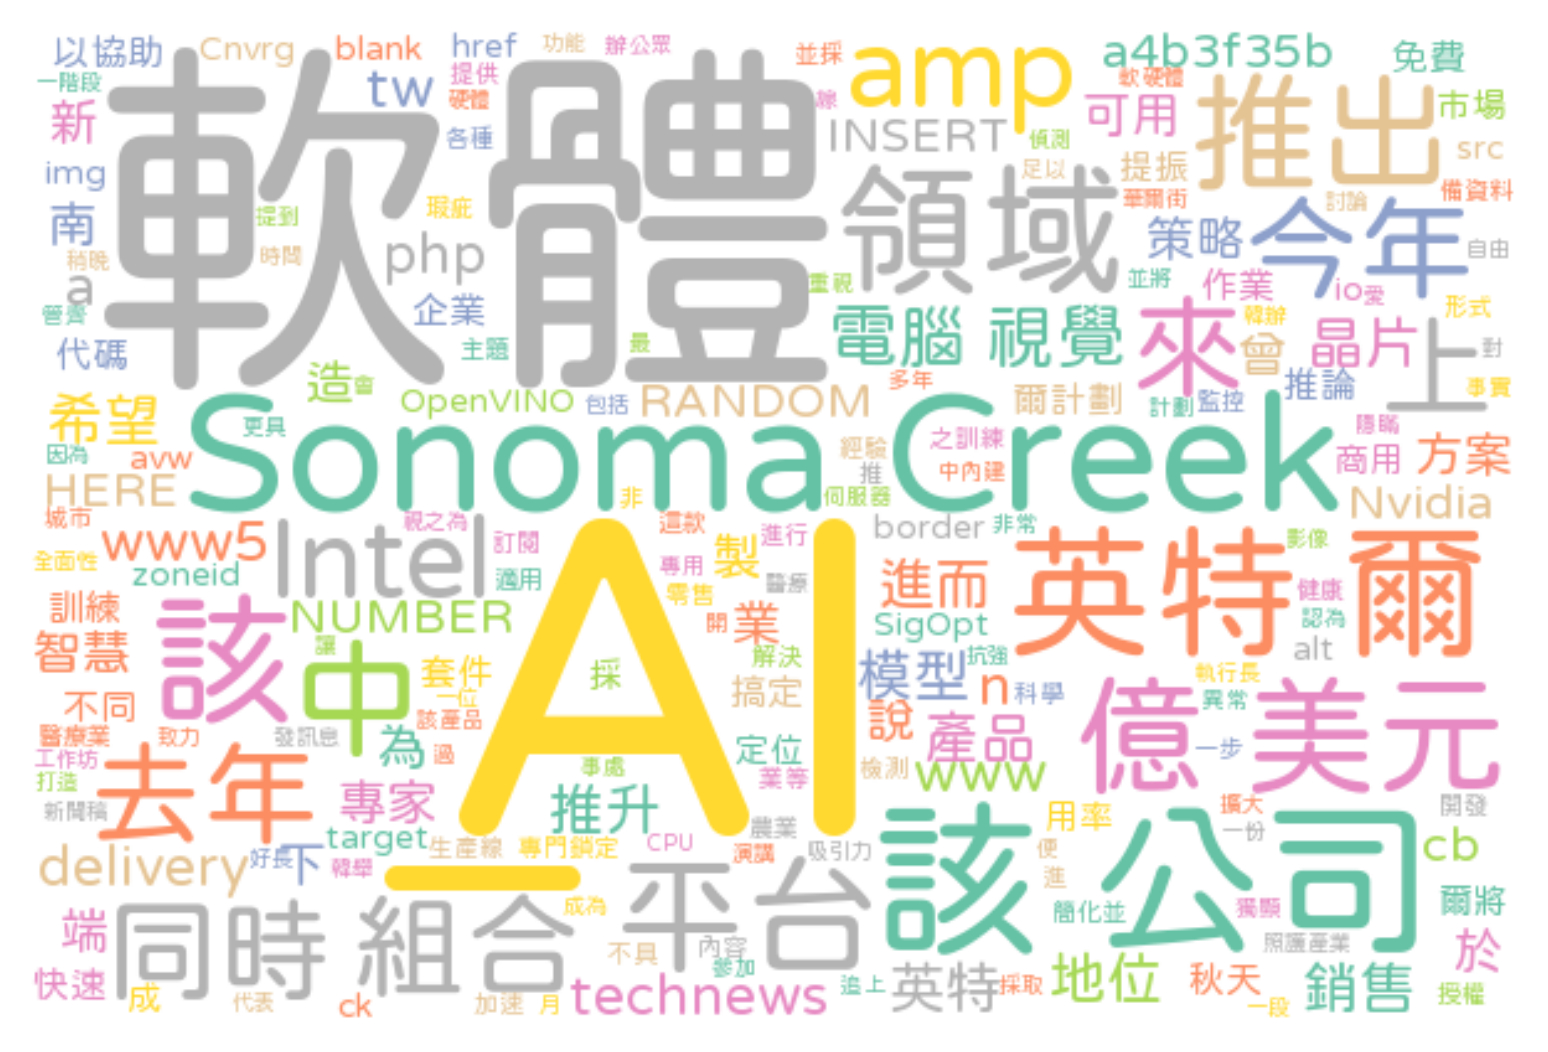 以協助 Cnvrg blank href 功能 辦公眾 並採 amp a4b3f35b 免費
一階段 tw 提供 軟硬體
新 軟體 硬體 線 可用 推出 市場
各種 INSERT 偵測 src
img 領域 足以 提振 備資料
南 提到 瑕疵 華爾街 討論
稍晚 時間 php 策略 今年 自由
a 重視 並將 作業 io 愛
管齊 企業 電腦 視覺 來 韓辦 形式
代碼 主題 最 曾 晶片 上 對
造 會 多年 推論 事實
希望 OpenVINO 包括 RANDOM 爾計劃 計劃 監控
更具 Sonoma Creek 之訓練 隱瞞
因為 avw 經驗 商用 方案
HERE 推 中內建
非 伺服器 Nvidia
城市 www5 Intel 視之為 訂閱 這款 進行 border 非常
全面性 zoneid 適用 AI 專用 製 醫療 進而 英特爾 影像
訓練 NUMBER 零售 健康
智慧 該 讓 中 開 業 SigOpt 認為
套件 採 解決 模型 抗強 alt
不同 一位 搞定 n 科學 執行長 異常
醫療業 致力 發訊息 該產品 說 產品 億 美元
工作坊 去年 為 過 定位 一步
打造 事處 業等 檢測 www
新聞稿 專家 推升 用率 擴大 開發
target 生產線 專門鎖定 CPU 農業 該公司 一份
delivery 好長 下 韓舉 _ 演講 吸引力 便 cb
平台 進
端 同時 組合 成為 簡化並 獨顯 爾將
不具 內容 照護產業 於
快速 參加 英特 地位 秋天 銷售
成 代表 ck 加速 月 technews 追上 採取 一段 授權